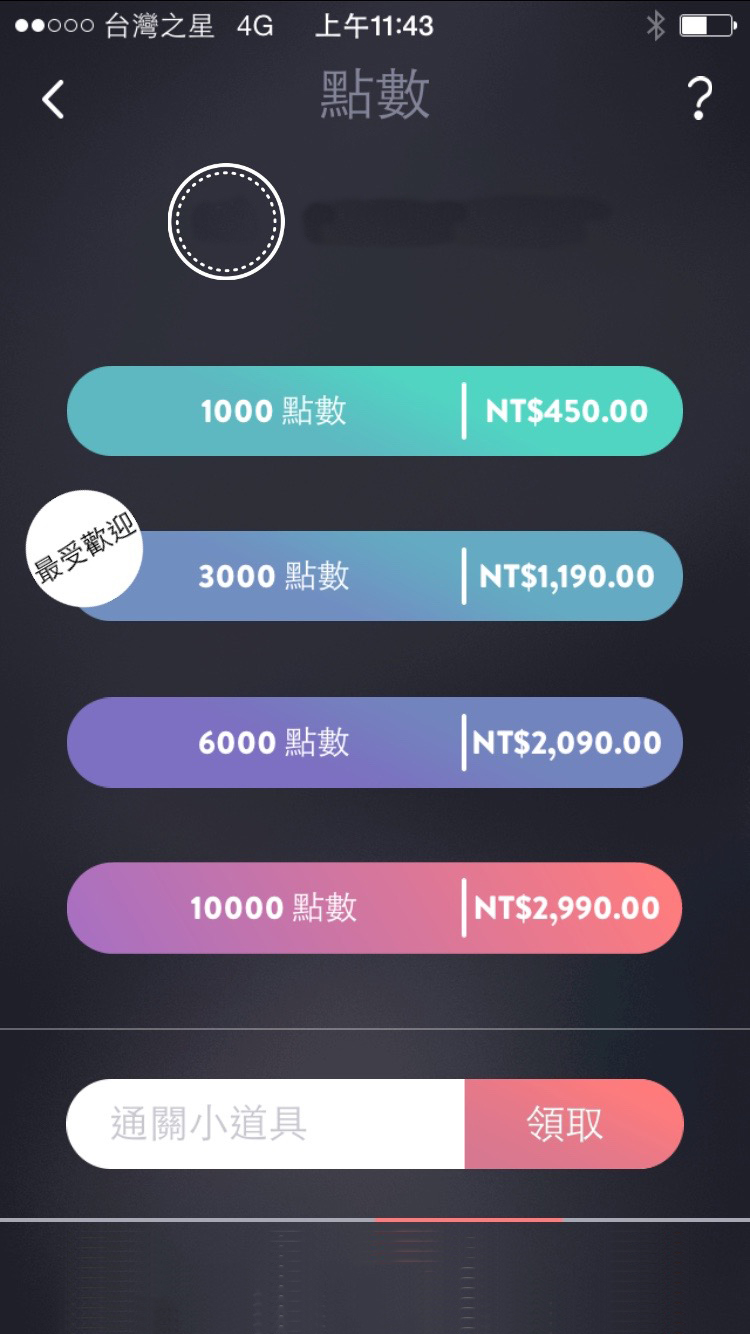 台灣之星 4G 上午11:43
點數
?
1000 點數 NT$450.00
最受歡迎
3000 點數 NT$1,190.00
6000 點數 NT$2,090.00
10000 點數 NT$2,990.00
通關小道具 領取